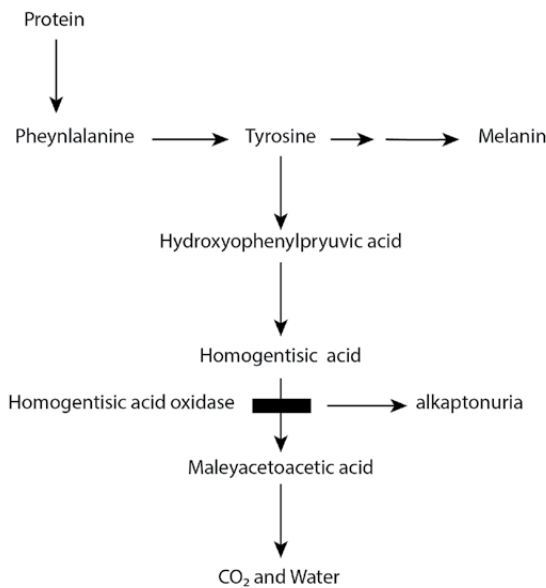 Protein
Pheynlalanine
Tyrosine
Melanin
Hydroxyophenylpryuvic acid
Homogentisic acid
Homogentisic acid oxidase
alkaptonuria
Maleyacetoacetic acid
CO₂ and Water